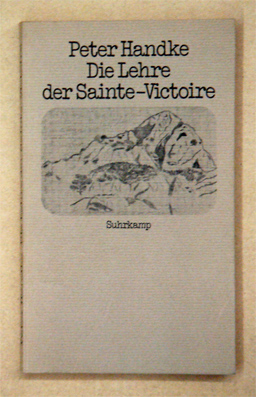 Peter Handke
Die Lehre
der Sainte-Victoire
Suhrkamp